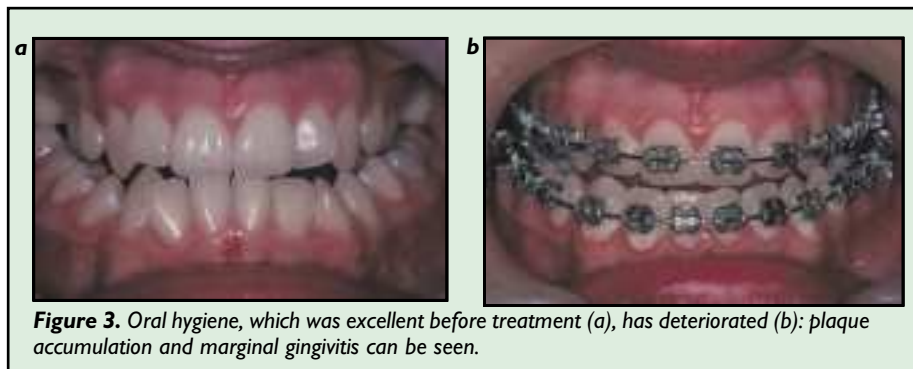 a
b
Figure 3. Oral hygiene, which was excellent before treatment (a), has deteriorated (b): plaque
accumulation and marginal gingivitis can be seen.